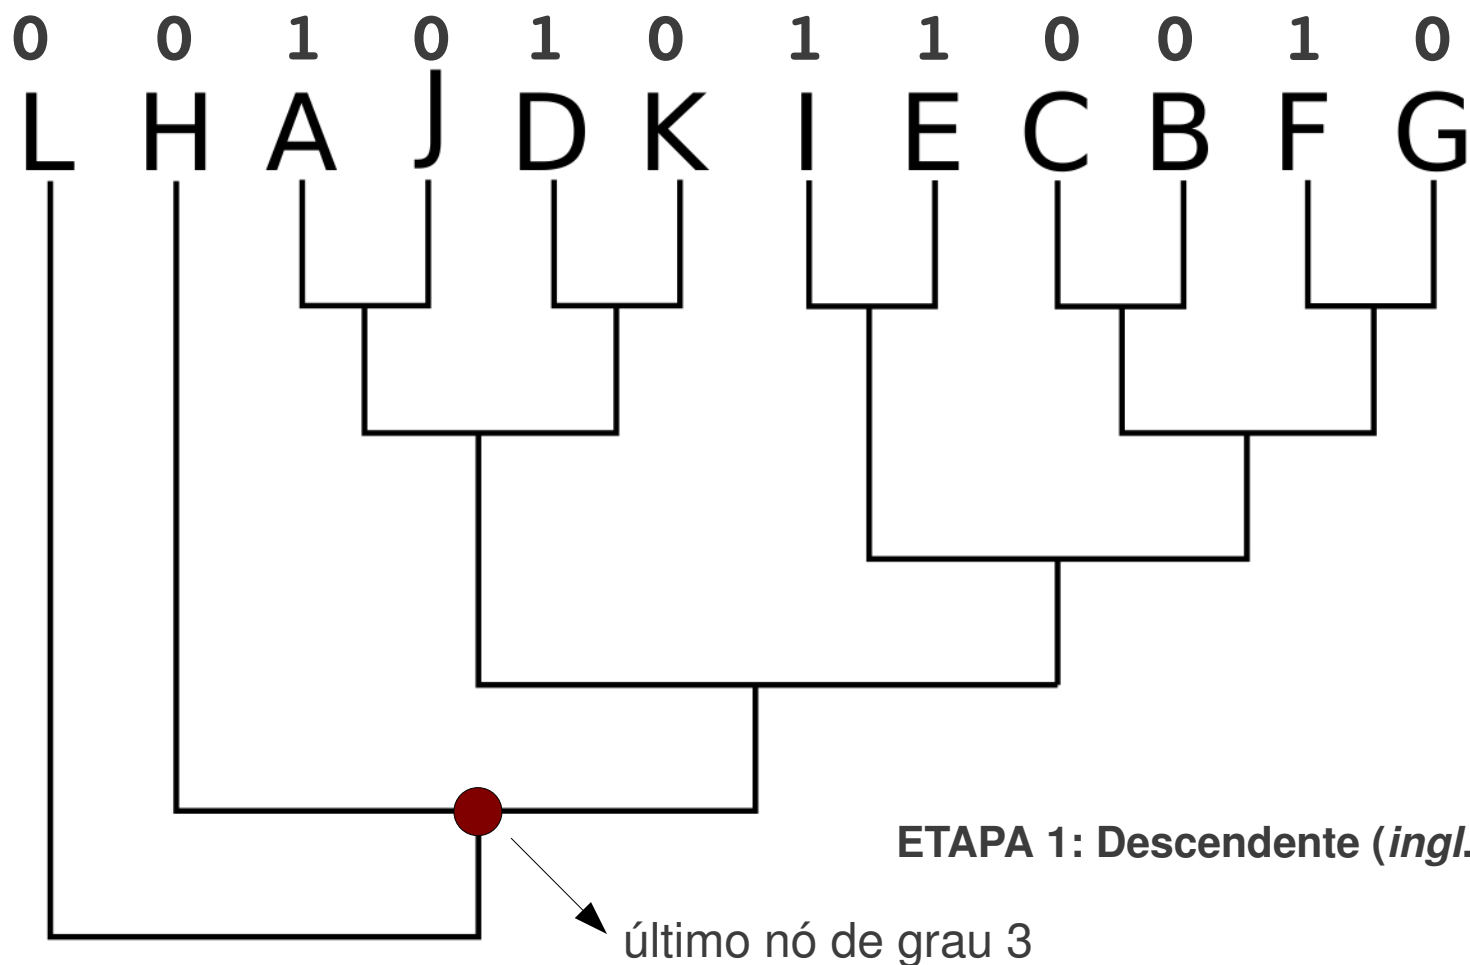 0 0 1 0 1 0 1 1 0 0 1 0
L H A J D K I E C B F G
ETAPA 1: Descendente (ingl.
último nó de grau 3